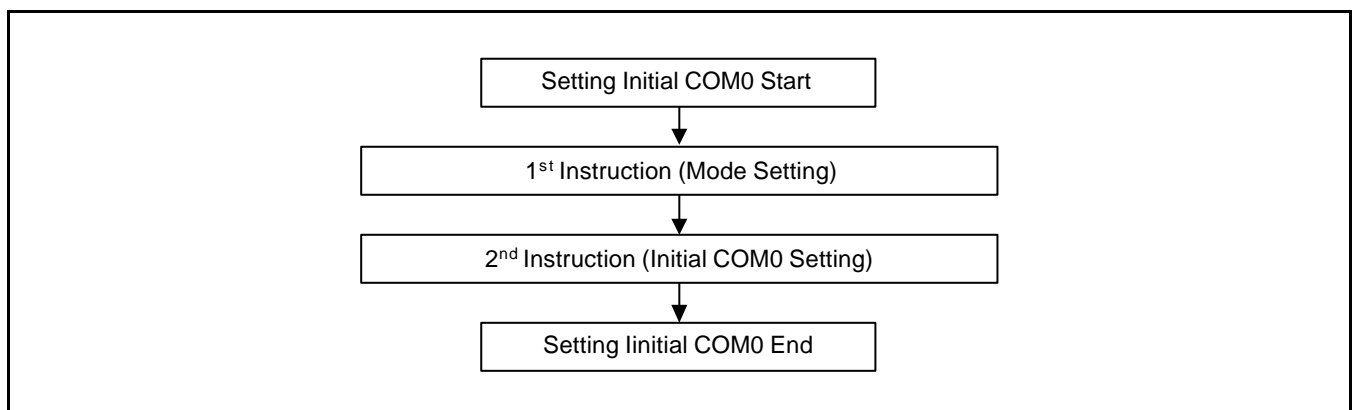 Setting Initial COM0 Start
1st Instruction (Mode Setting)
2nd Instruction (Initial COM0 Setting)
Setting Iinitial COM0 End